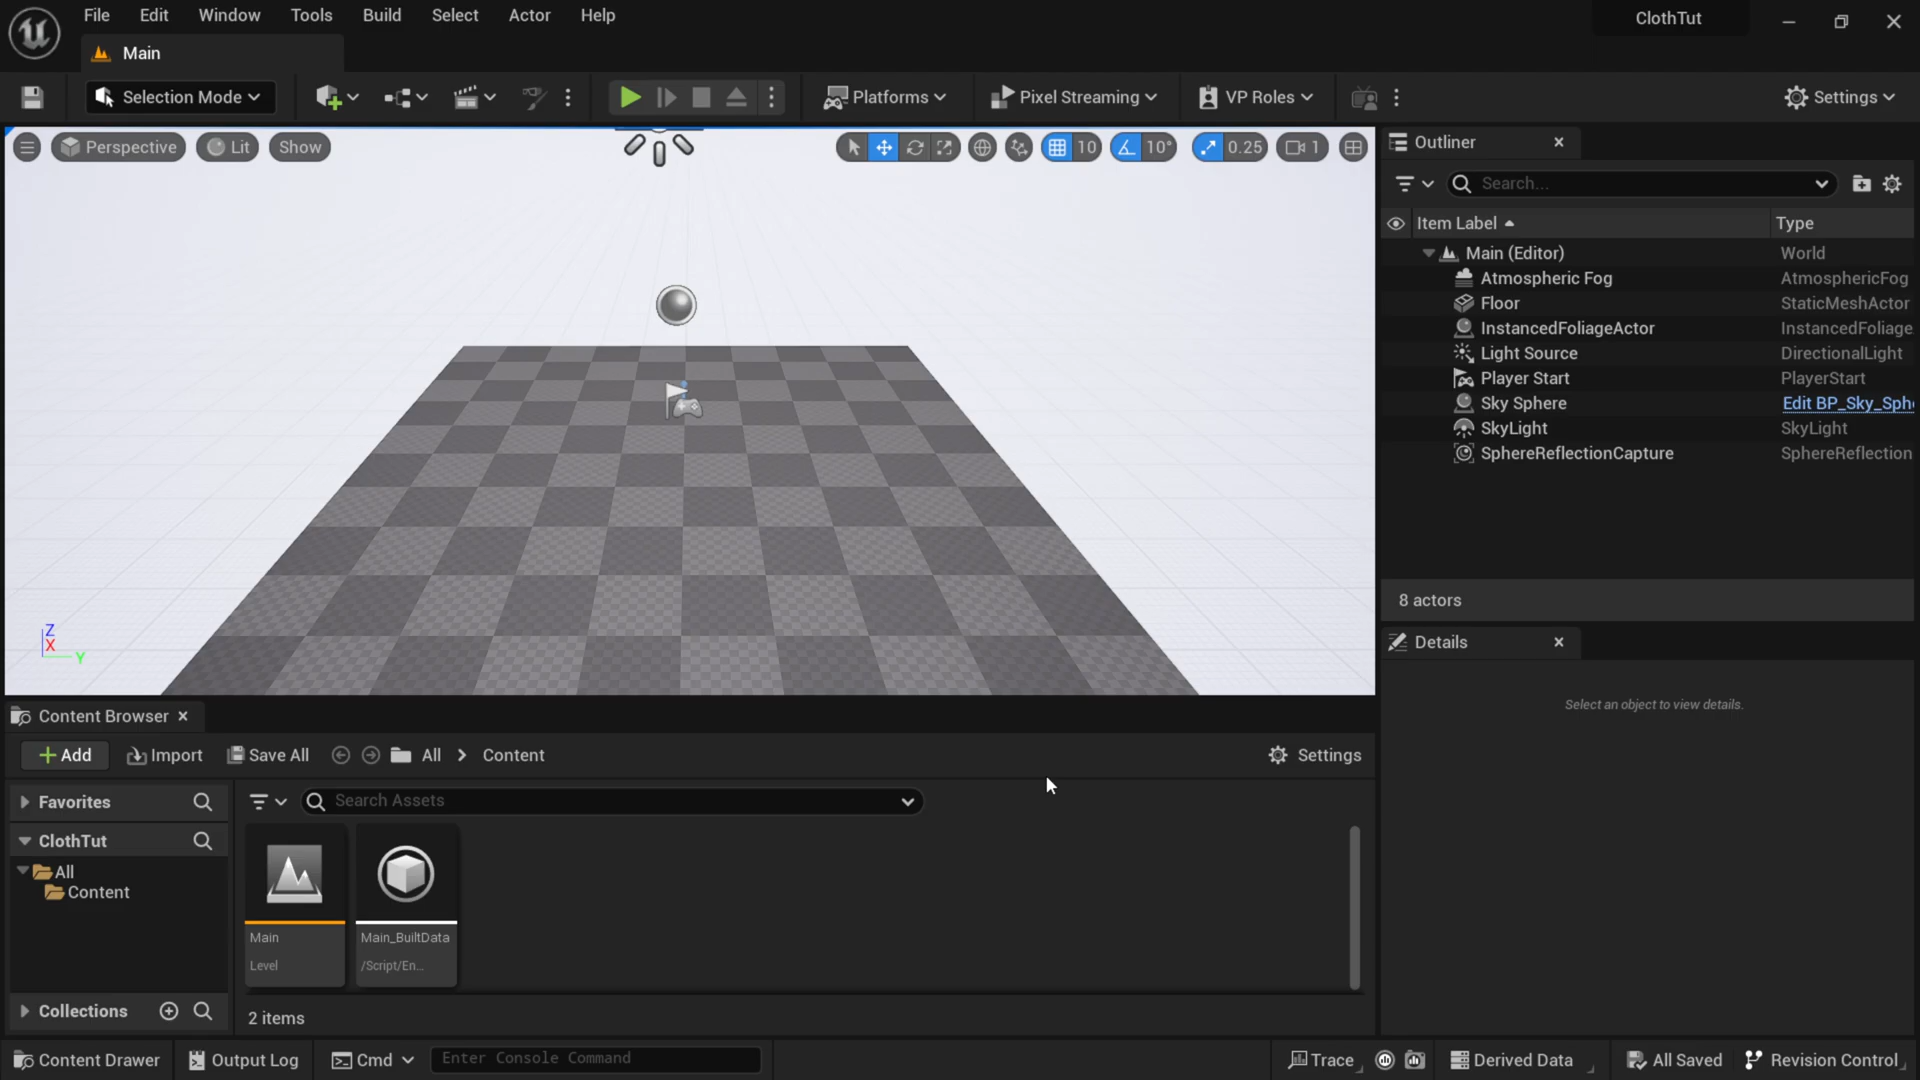 File Edit Window Tools Build Select Actor Help
ClothTut
Main
Selection Mode
Platforms
Pixel Streaming
VP Roles
Settings
Perspective
Lit
Show
10
10°
0.25
1
Outliner
Search...
Item Label
Type
Main (Editor) World
Atmospheric Fog AtmosphericFog
Floor StaticMeshActor
InstancedFoliageActor InstancedFoliage
Light Source DirectionalLight
Player Start PlayerStart
Sky Sphere Edit BP_Sky_Sph
SkyLight SkyLight
SphereReflectionCapture SphereReflection
8 actors
Details
Select an object to view details.
Z
X
Y
Content Browser
Add Import Save All All Content Settings
Favorites
Search Assets
ClothTut
All
Content
Main
Level
Main_BuiltData
/Script/En...
Collections
2 items
Content Drawer Output Log Cmd Enter Console Command Trace Derived Data All Saved Revision Control